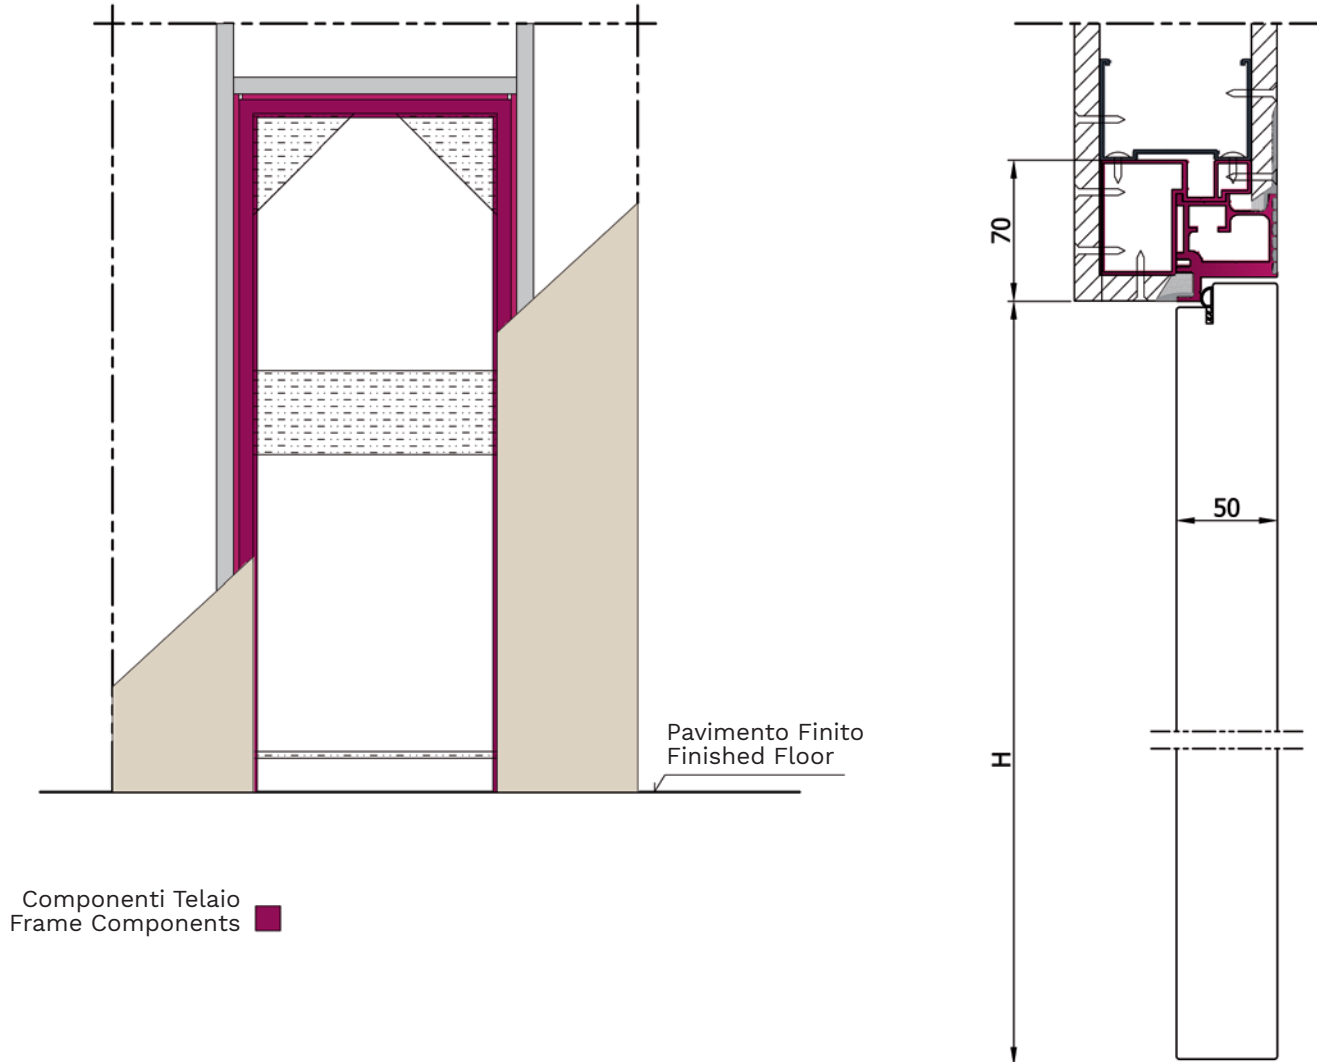 70
50
H
Pavimento Finito
Finished Floor
Componenti Telaio
Frame Components